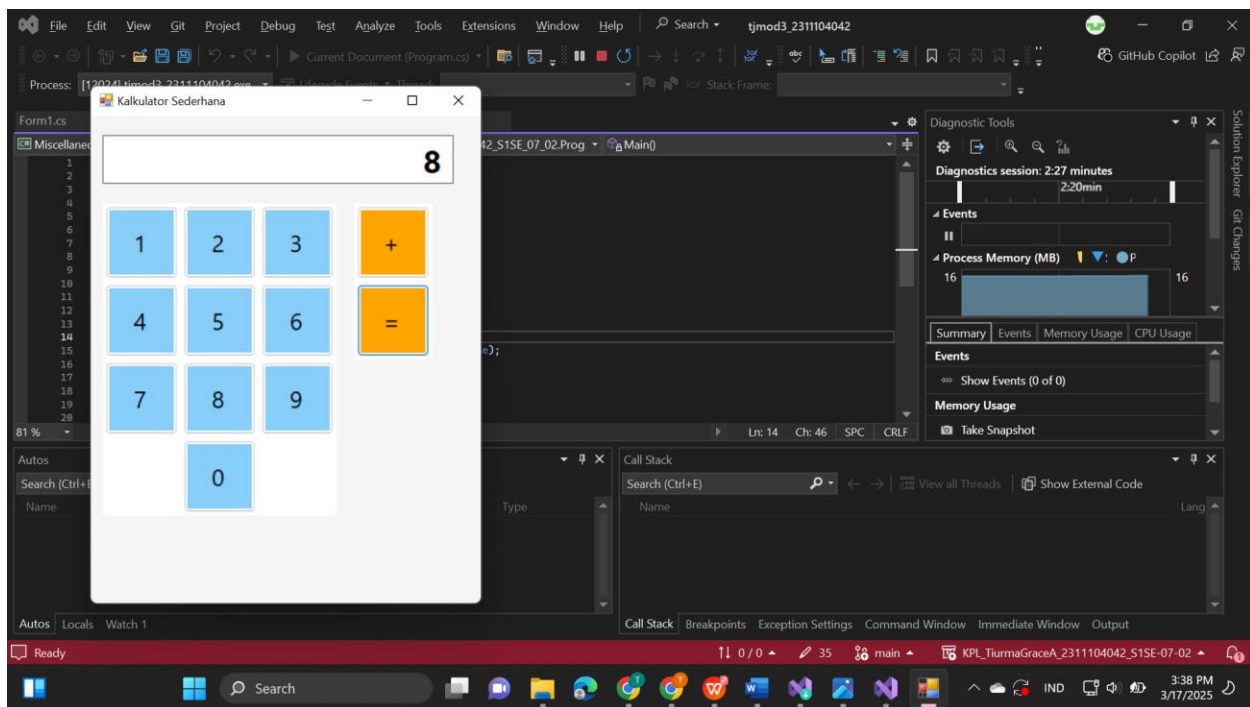 File Edit View Git Project Debug Test Analyze Tools Extensions Window Help Search tjmod3_2311104042
Current Document (Program.cs) GitHub Copilot
Process: [12024] tjmod3_2311104042.exe Lifecycle Events Thread: Stack Frame:
Kalkulator Sederhana
Form1.cs
Miscellane 42_S1SE_07_02.Prog Main()
8
1 2 3 +
4 5 6 =
7 8 9
0
1
2
3
4
5
6
7
8
9
10
11
12
13
14
15 e);
16
17
18
19
20
81 % Ln: 14 Ch: 46 SPC CRLF
Diagnostic Tools
Diagnostics session: 2:27 minutes
2:20min
Events
Process Memory (MB) P
16 16
Summary Events Memory Usage CPU Usage
Events
Show Events (0 of 0)
Memory Usage
Take Snapshot
Solution Explorer
Git Changes
Autos
Search (Ctrl+E
Name Type
Autos Locals Watch 1
Call Stack
Search (Ctrl+E) View all Threads Show External Code
Name Lang
Call Stack Breakpoints Exception Settings Command Window Immediate Window Output
Ready 0 / 0 35 main KPL_TiurmaGraceA_2311104042_S1SE-07-02
Search IND 3:38 PM
3/17/2025